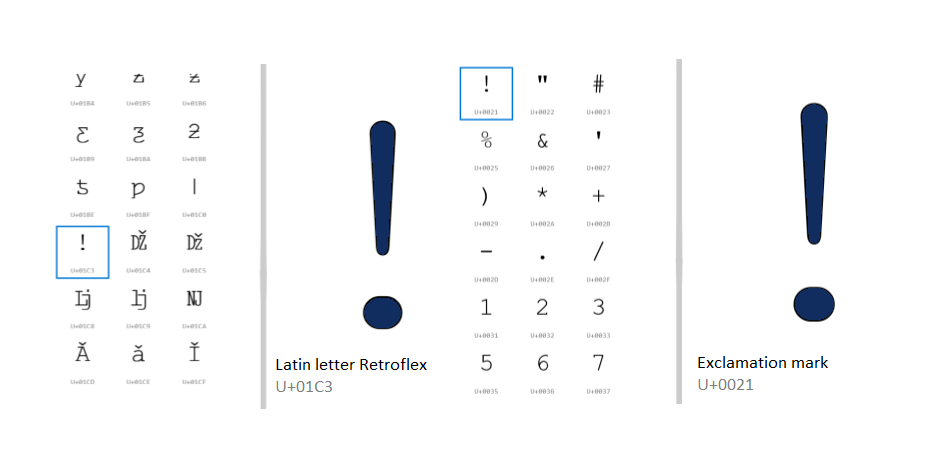 ƴ Ƶ ƶ
U+01B4 U+01B5 U+01B6
ƹ ƺ ƻ
U+01B9 U+01BA U+01BB
ƾ ƿ ǀ
U+01BE U+01BF U+01C0
ǃ DŽ Dž
U+01C3 U+01C4 U+01C5
Lj lj NJ
U+01C8 U+01C9 U+01CA
Ǎ ǎ Ǐ
U+01CD U+01CE U+01CF
ǃ
Latin letter Retroflex
U+01C3
! " #
U+0021 U+0022 U+0023
% & '
U+0025 U+0026 U+0027
) * +
U+0029 U+002A U+002B
- . /
U+002D U+002E U+002F
1 2 3
U+0031 U+0032 U+0033
5 6 7
U+0035 U+0036 U+0037
!
Exclamation mark
U+0021